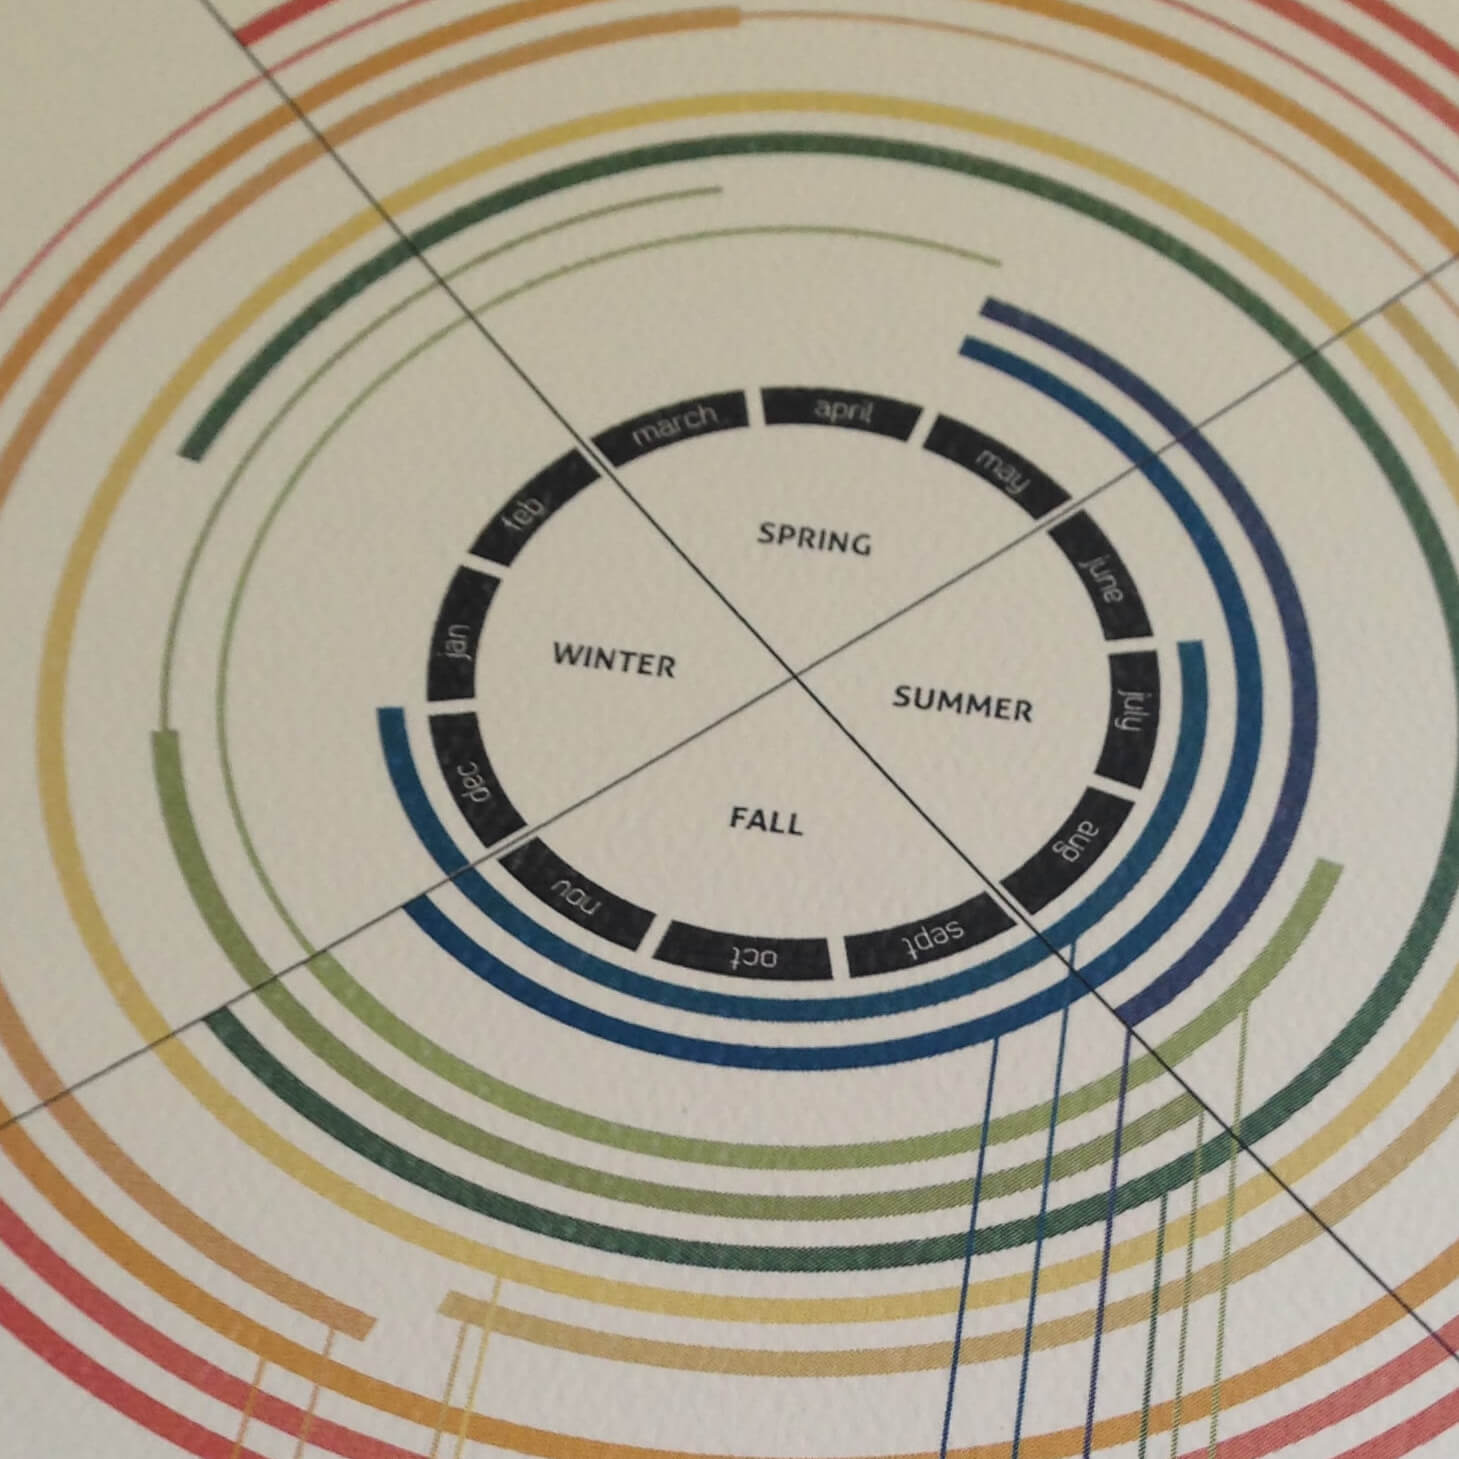 march
april
may
june
july
aug
sept
oct
nov
dec
jan
feb
SPRING
SUMMER
FALL
WINTER